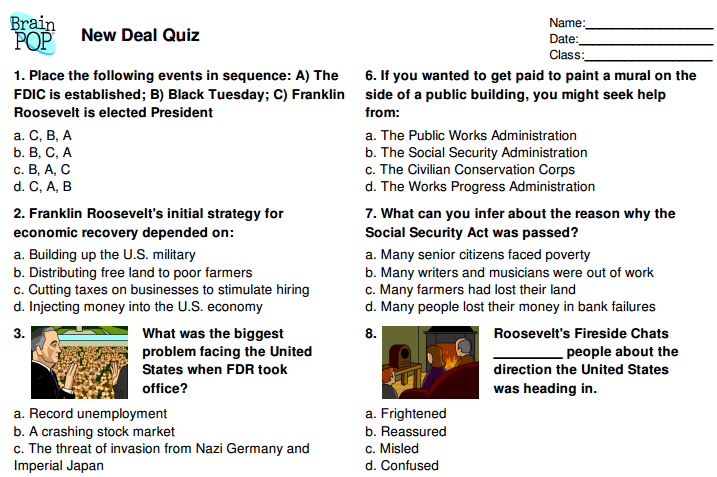 Brain
POP
New Deal Quiz
Name:
Date:
Class:
1. Place the following events in sequence: A) The
FDIC is established; B) Black Tuesday; C) Franklin
Roosevelt is elected President
a. C, B, A
b. B, C, A
c. B, A, C
d. C, A, B
2. Franklin Roosevelt's initial strategy for
economic recovery depended on:
a. Building up the U.S. military
b. Distributing free land to poor farmers
c. Cutting taxes on businesses to stimulate hiring
d. Injecting money into the U.S. economy
3. What was the biggest
problem facing the United
States when FDR took
office?
a. Record unemployment
b. A crashing stock market
c. The threat of invasion from Nazi Germany and
Imperial Japan
6. If you wanted to get paid to paint a mural on the
side of a public building, you might seek help
from:
a. The Public Works Administration
b. The Social Security Administration
c. The Civilian Conservation Corps
d. The Works Progress Administration
7. What can you infer about the reason why the
Social Security Act was passed?
a. Many senior citizens faced poverty
b. Many writers and musicians were out of work
c. Many farmers had lost their land
d. Many people lost their money in bank failures
8. Roosevelt's Fireside Chats
_________ people about the
direction the United States
was heading in.
a. Frightened
b. Reassured
c. Misled
d. Confused